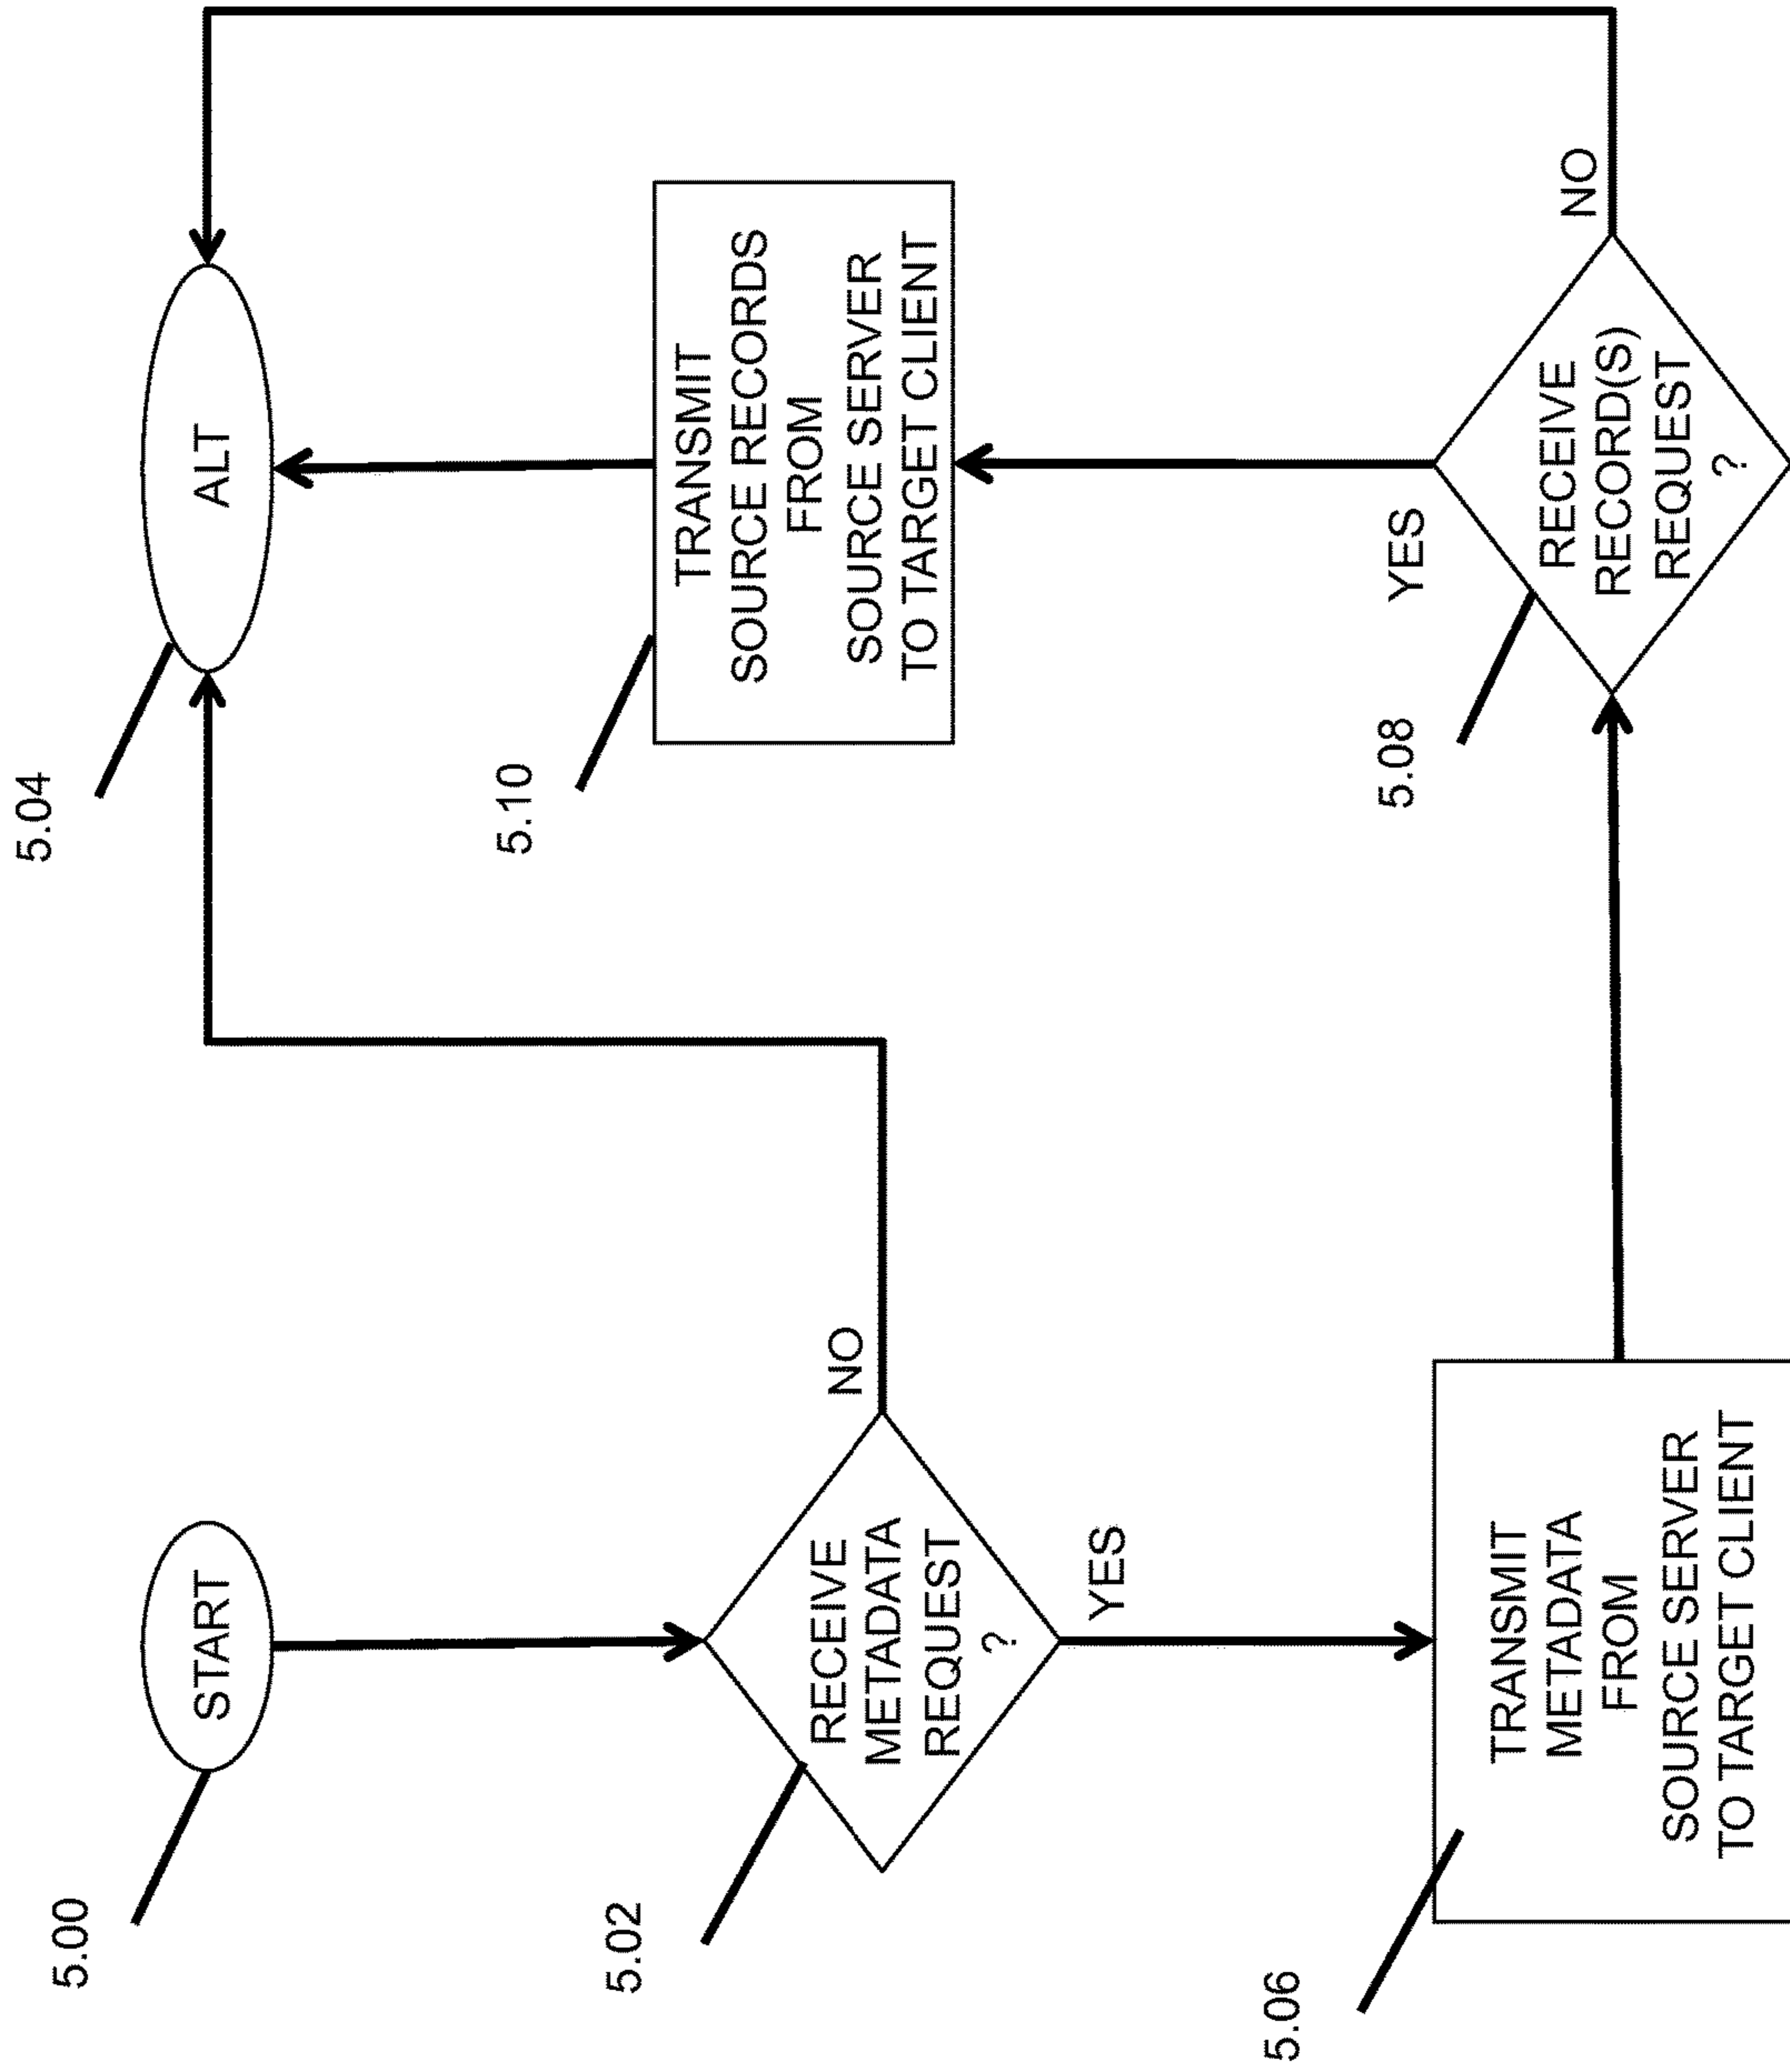 5.00
START
5.04
ALT
5.02
RECEIVE
METADATA
REQUEST
?
NO
YES
5.10
TRANSMIT
SOURCE RECORDS
FROM
SOURCE SERVER
TO TARGET CLIENT
5.06
TRANSMIT
METADATA
FROM
SOURCE SERVER
TO TARGET CLIENT
5.08
YES
RECEIVE
RECORD(S)
REQUEST
?
NO